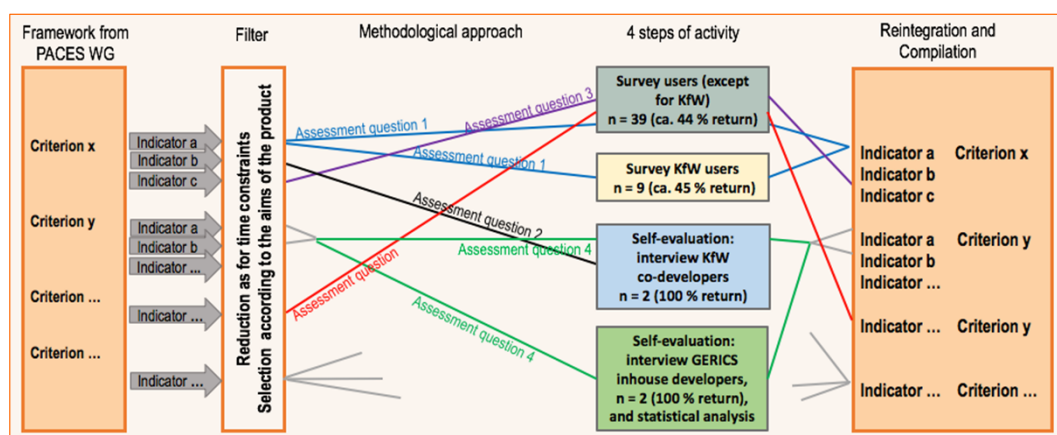 Framework from
PACES WG
Filter
Methodological approach
4 steps of activity
Reintegration and
Compilation
Criterion x
Criterion y
Criterion ...
Criterion ...
Indicator a
Indicator b
Indicator c
Indicator a
Indicator b
Indicator ...
Indicator ...
Indicator ...
Reduction as for time constraints
Selection according to the aims of the product
Assessment question 1
Assessment question 3
Assessment question 1
Assessment question 2
Assessment question 4
Assessment question
Assessment question 4
Survey users (except
for KfW)
n = 39 (ca. 44 % return)
Survey KfW users
n = 9 (ca. 45 % return)
Self-evaluation:
interview KfW
co-developers
n = 2 (100 % return)
Self-evaluation:
interview GERICS
inhouse developers,
n = 2 (100 % return),
and statistical analysis
Indicator a Criterion x
Indicator b
Indicator c
Indicator a Criterion y
Indicator b
Indicator ...
Indicator ... Criterion y
Indicator ... Criterion ...